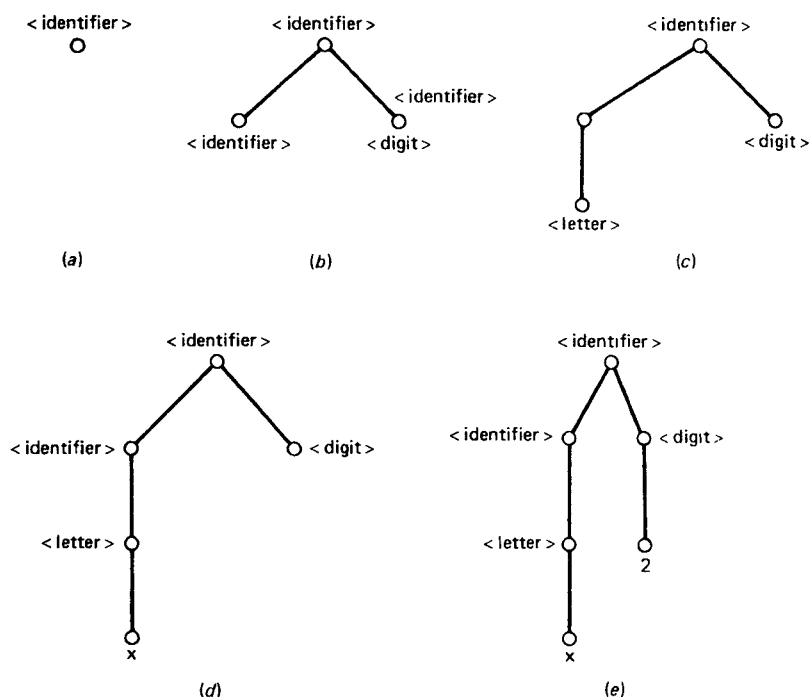 < identifier >
< identifier >
< identifier >
< identifier >
< identifier >
< digit >
< digit >
< letter >
(a)
(b)
(c)
< identifier >
< identifier >
< identifier >
< digit >
< identifier >
< digit >
< letter >
< letter >
2
x
x
(d)
(e)